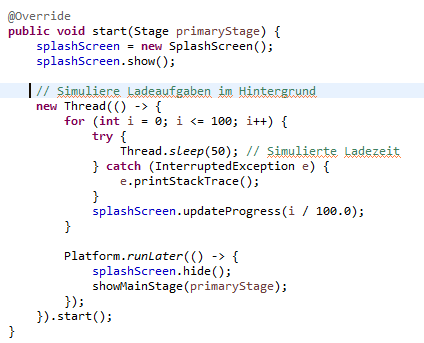 @Override
public void start(Stage primaryStage) {
    splashScreen = new SplashScreen();
    splashScreen.show();

    // Simuliere Ladeaufgaben im Hintergrund
    new Thread(() -> {
        for (int i = 0; i <= 100; i++) {
            try {
                Thread.sleep(50); // Simulierte Ladezeit
            } catch (InterruptedException e) {
                e.printStackTrace();
            }
            splashScreen.updateProgress(i / 100.0);
        }

        Platform.runLater(() -> {
            splashScreen.hide();
            showMainStage(primaryStage);
        });
    }).start();
}